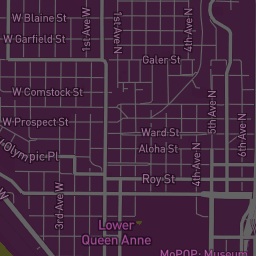 W Blaine St
W Garfield St
1st Ave W
1st Ave N
Galer St
4th Ave N
W Comstock St
W Prospect St
Ward St
Aloha St
5th Ave N
6th Ave N
Olympic Pl
3rd Ave W
Roy St
4th Ave N
Lower
Queen Anne
MoPOP: Museum